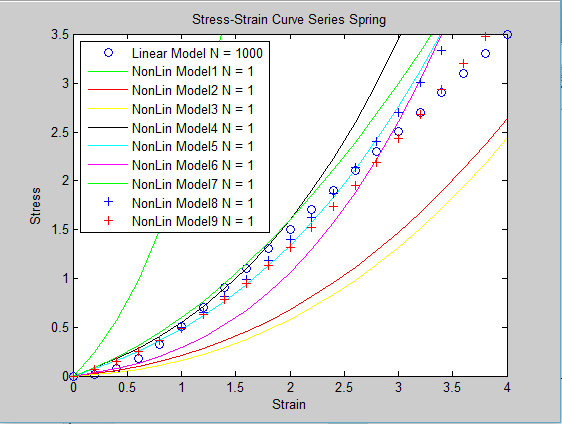 Stress-Strain Curve Series Spring
3.5
3
2.5
2
1.5
1
0.5
0
Stress
Linear Model N = 1000
NonLin Model1 N = 1
NonLin Model2 N = 1
NonLin Model3 N = 1
NonLin Model4 N = 1
NonLin Model5 N = 1
NonLin Model6 N = 1
NonLin Model7 N = 1
NonLin Model8 N = 1
NonLin Model9 N = 1
0 0.5 1 1.5 2 2.5 3 3.5 4
Strain